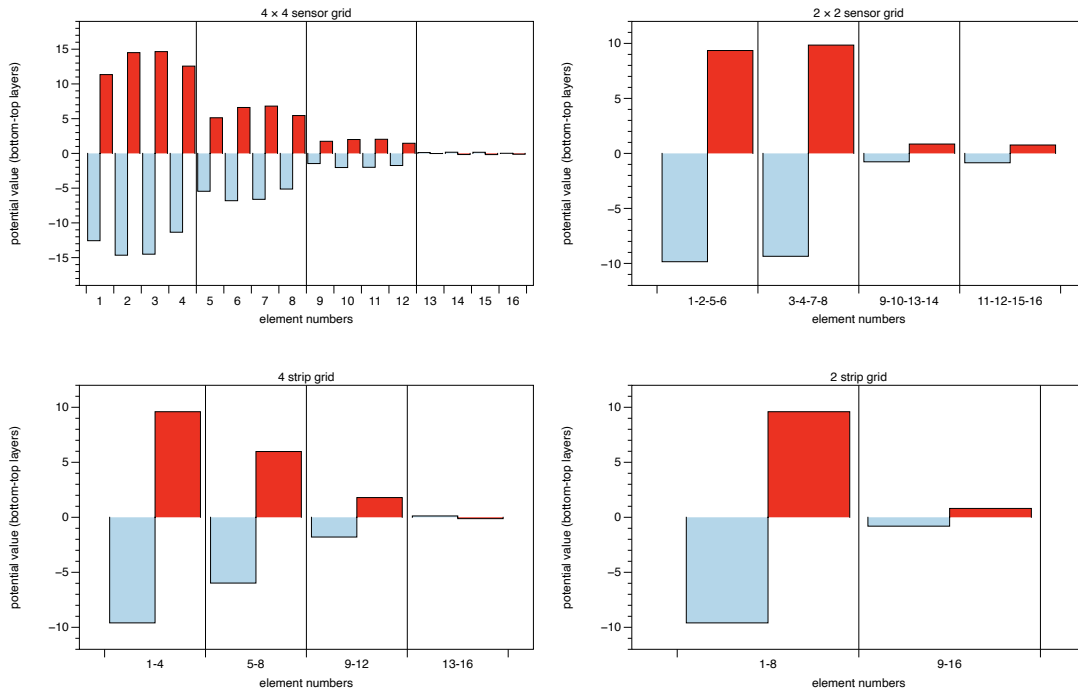 4 × 4 sensor grid
potential value (bottom-top layers)
15
10
5
0
−5
−10
−15
1 2 3 4 5 6 7 8 9 10 11 12 13 14 15 16
element numbers
2 × 2 sensor grid
potential value (bottom-top layers)
10
5
0
−5
−10
1-2-5-6 3-4-7-8 9-10-13-14 11-12-15-16
element numbers
4 strip grid
potential value (bottom-top layers)
10
5
0
−5
−10
1-4 5-8 9-12 13-16
element numbers
2 strip grid
potential value (bottom-top layers)
10
5
0
−5
−10
1-8 9-16
element numbers